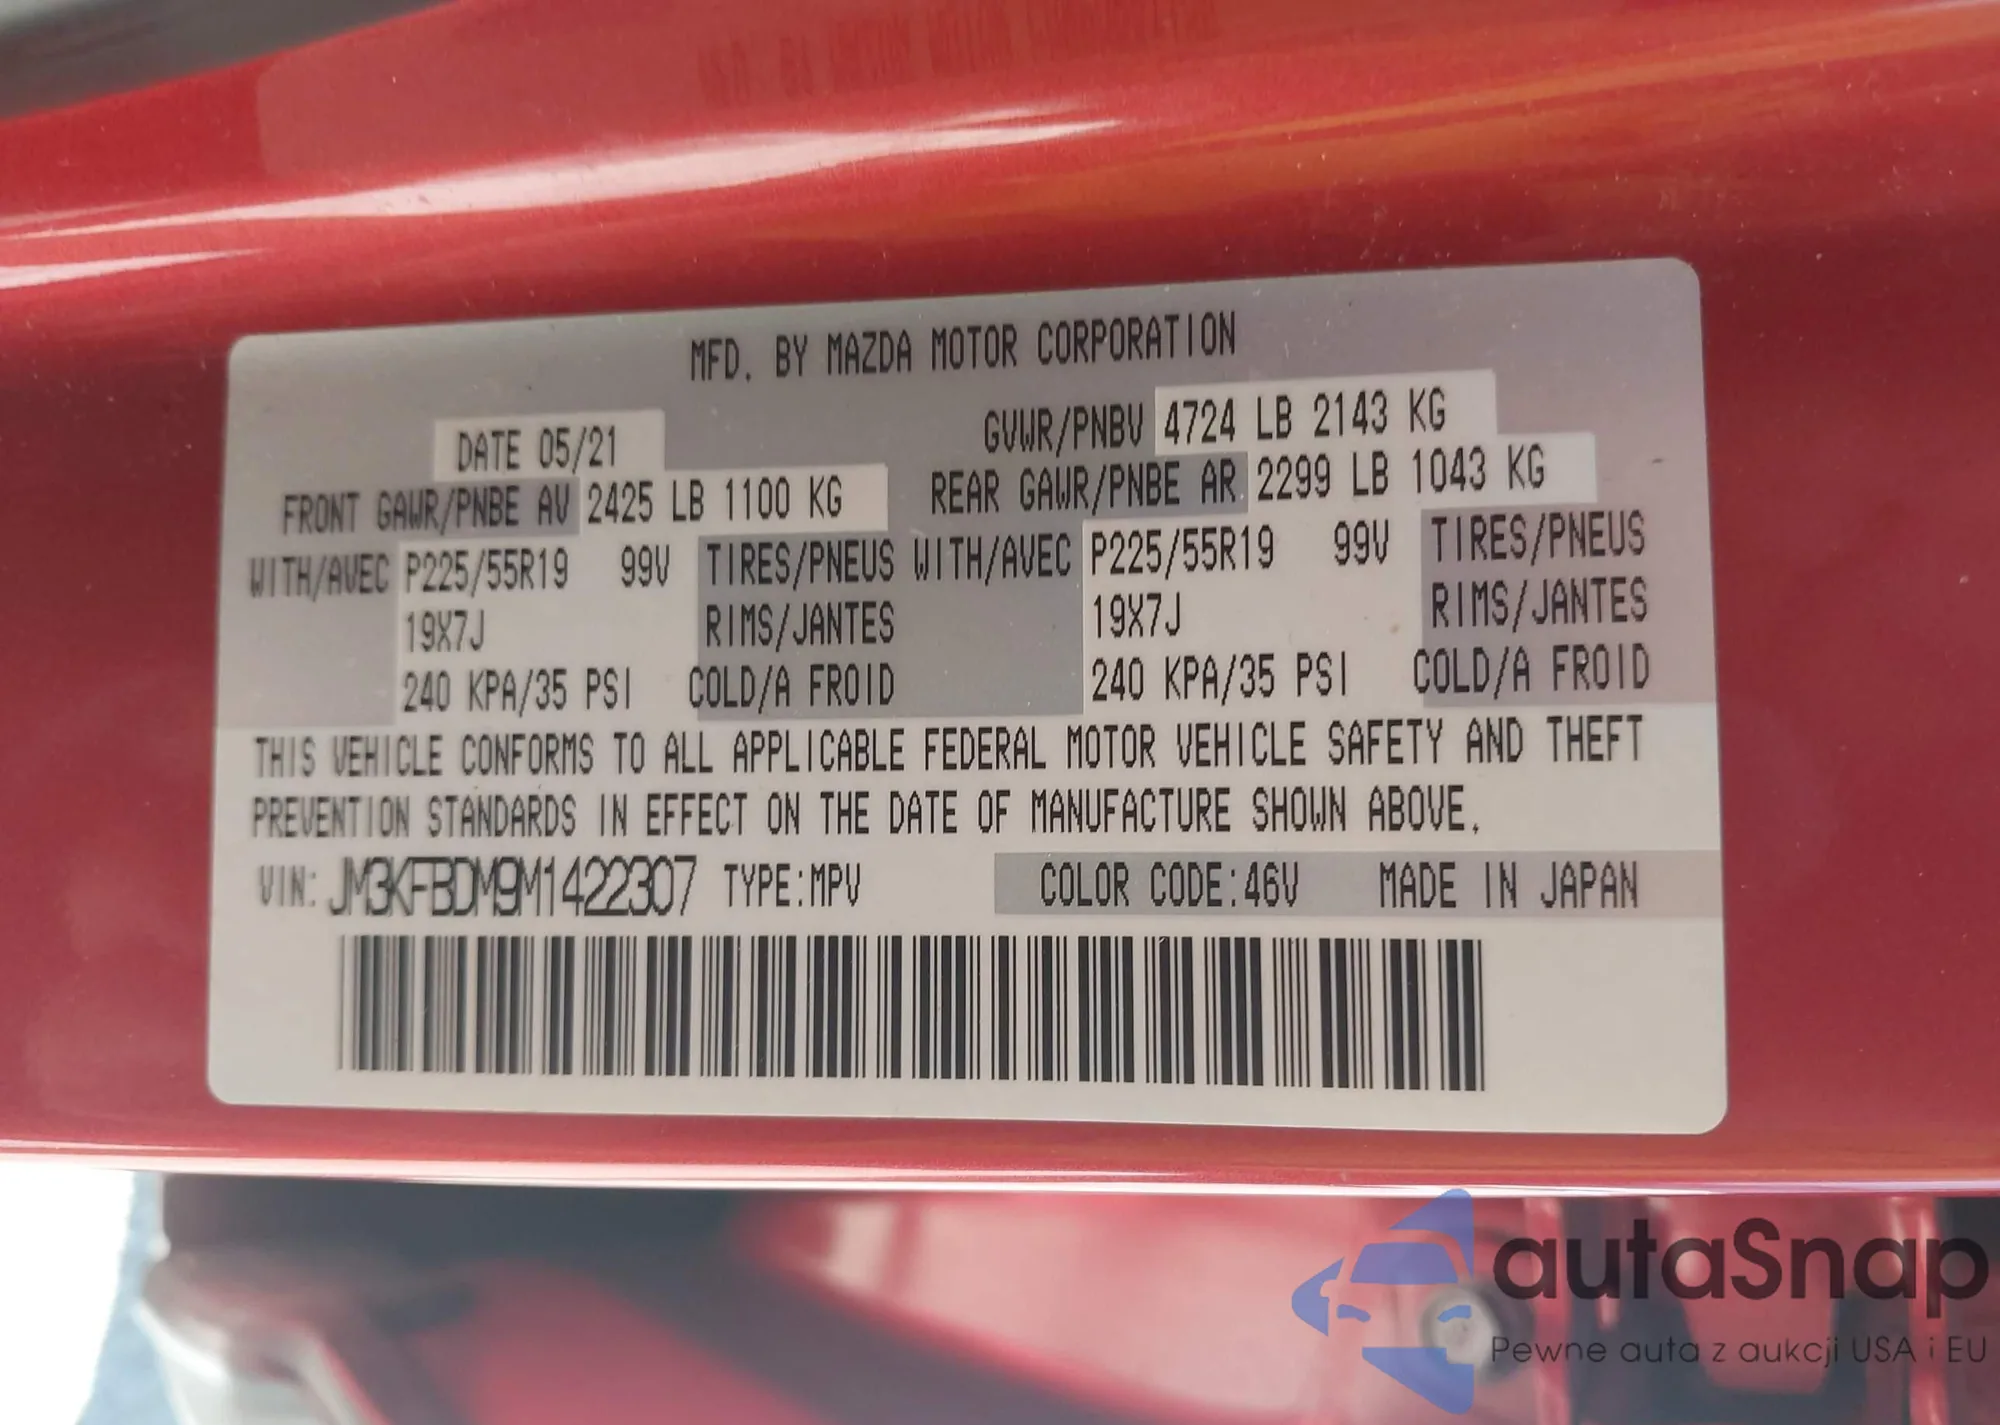 MFD. BY MAZDA MOTOR CORPORATION
DATE 05/21 GVWR/PNBV 4724 LB 2143 KG
FRONT GAWR/PNBE AV 2425 LB 1100 KG REAR GAWR/PNBE AR 2299 LB 1043 KG
WITH/AVEC P225/55R19 99V TIRES/PNEUS WITH/AVEC P225/55R19 99V TIRES/PNEUS
19X7J RIMS/JANTES 19X7J RIMS/JANTES
240 KPA/35 PSI COLD/A FROID 240 KPA/35 PSI COLD/A FROID
THIS VEHICLE CONFORMS TO ALL APPLICABLE FEDERAL MOTOR VEHICLE SAFETY AND THEFT
PREVENTION STANDARDS IN EFFECT ON THE DATE OF MANUFACTURE SHOWN ABOVE.
VIN: JM3KFBDM9M1422307 TYPE:MPV COLOR CODE:46V MADE IN JAPAN
autaSnap
Pewne auta z aukcji USA i EU